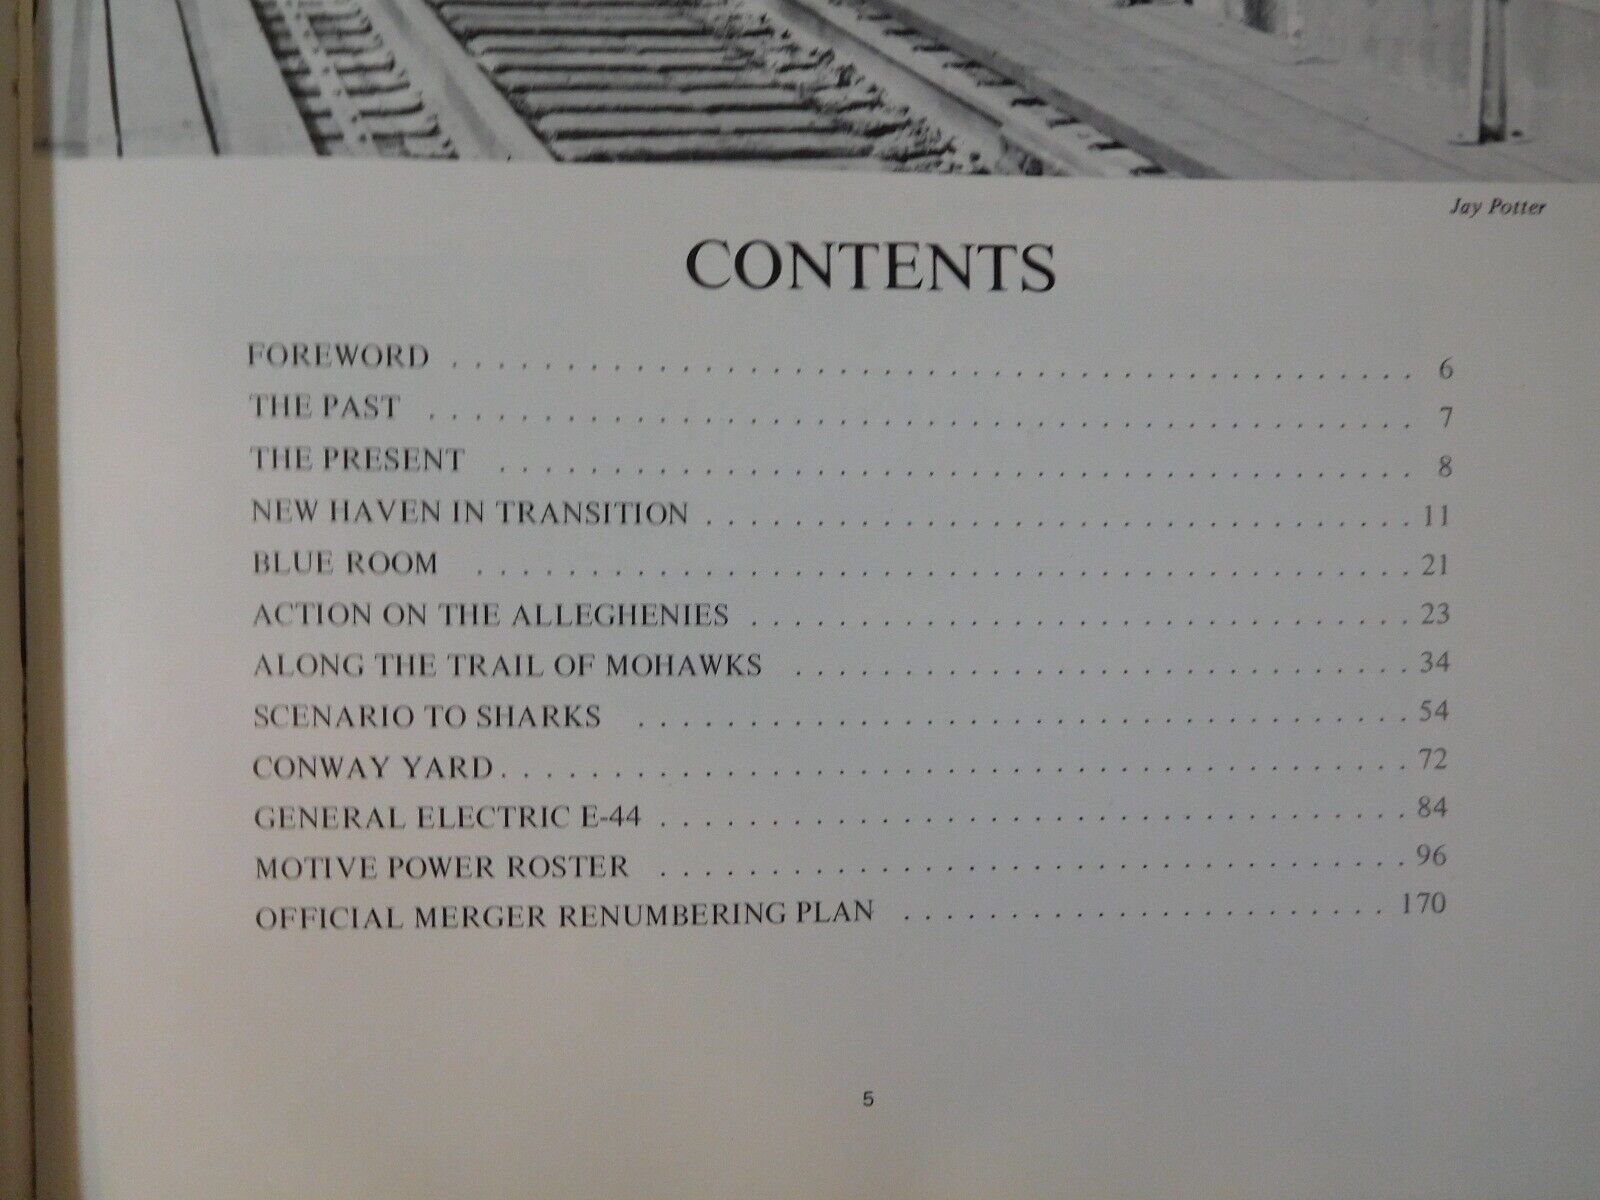 Jay Potter
CONTENTS
FOREWORD . . . . . . . . . . . . . . . . . . . . . . . . . . . . . . . . . . . . . . . . . . 6
THE PAST . . . . . . . . . . . . . . . . . . . . . . . . . . . . . . . . . . . . . . . . . . . 7
THE PRESENT . . . . . . . . . . . . . . . . . . . . . . . . . . . . . . . . . . . . . . . . 8
NEW HAVEN IN TRANSITION . . . . . . . . . . . . . . . . . . . . . . . . . . . . . . . 11
BLUE ROOM . . . . . . . . . . . . . . . . . . . . . . . . . . . . . . . . . . . . . . . . . 21
ACTION ON THE ALLEGHENIES . . . . . . . . . . . . . . . . . . . . . . . . . . . . . 23
ALONG THE TRAIL OF MOHAWKS . . . . . . . . . . . . . . . . . . . . . . . . . . . 34
SCENARIO TO SHARKS . . . . . . . . . . . . . . . . . . . . . . . . . . . . . . . . . . 54
CONWAY YARD . . . . . . . . . . . . . . . . . . . . . . . . . . . . . . . . . . . . . . . . 72
GENERAL ELECTRIC E-44 . . . . . . . . . . . . . . . . . . . . . . . . . . . . . . . . . 84
MOTIVE POWER ROSTER . . . . . . . . . . . . . . . . . . . . . . . . . . . . . . . . . 96
OFFICIAL MERGER RENUMBERING PLAN . . . . . . . . . . . . . . . . . . . . . 170
5